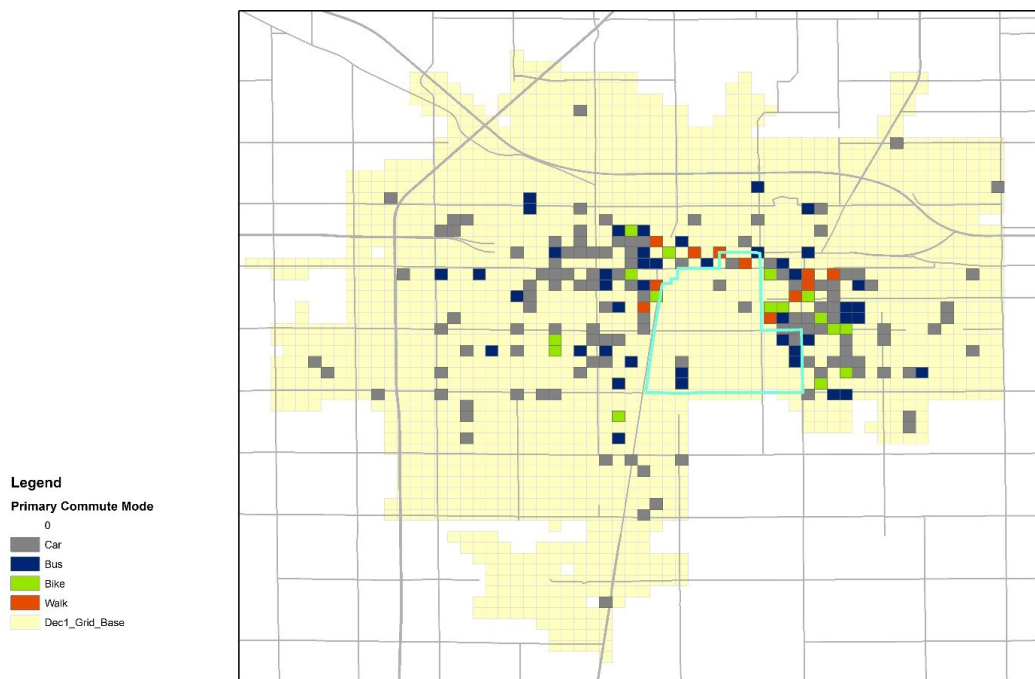 Legend
Primary Commute Mode
0
Car
Bus
Bike
Walk
Dec1_Grid_Base